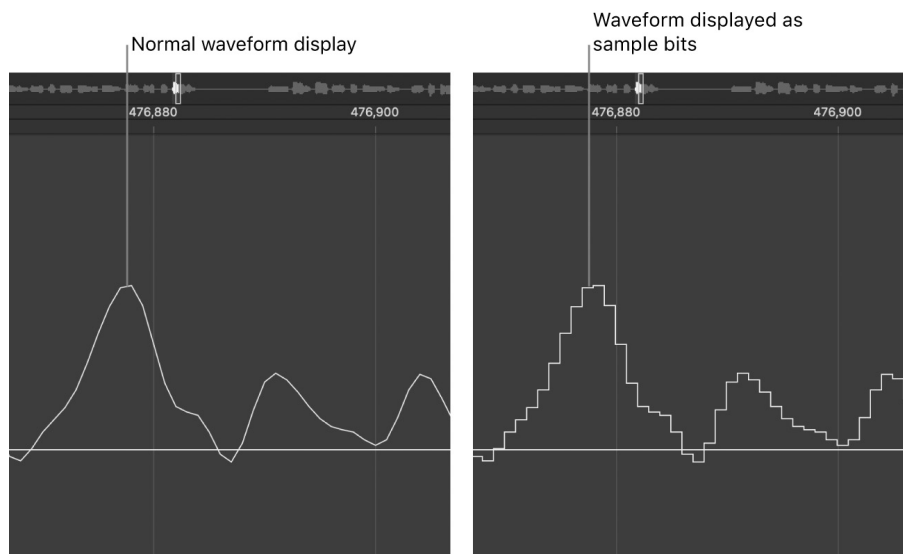 Normal waveform display
Waveform displayed as
sample bits
476,880
476,900
476,880
476,900